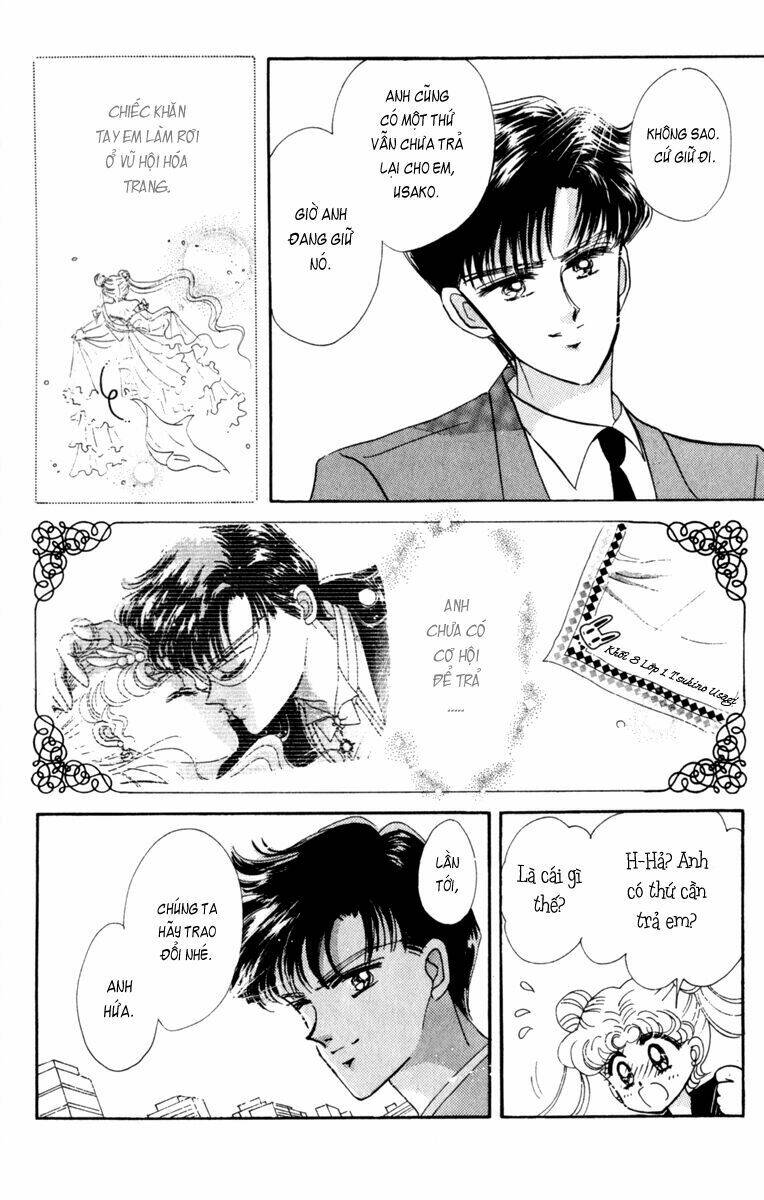 KHÔNG SAO.
CỨ GIỮ ĐI.
ANH CŨNG
CÓ MỘT THỨ
VẪN CHƯA TRẢ
LẠI CHO EM,
USAKO.
GIỜ ANH
ĐANG GIỮ
NÓ.
CHIẾC KHĂN
TAY EM LÀM RƠI
Ở VŨ HỘI HÓA
TRANG.
Khối 8 Lớp 1 Tsukino Usagi
ANH
CHƯA CÓ
CƠ HỘI
ĐỂ TRẢ
.....
H-Hả? Anh
có thứ cần
trả em?
Là cái gì
thế?
LẦN
TỚI,
CHÚNG TA
HÃY TRAO
ĐỔI NHÉ.
ANH
HỨA.